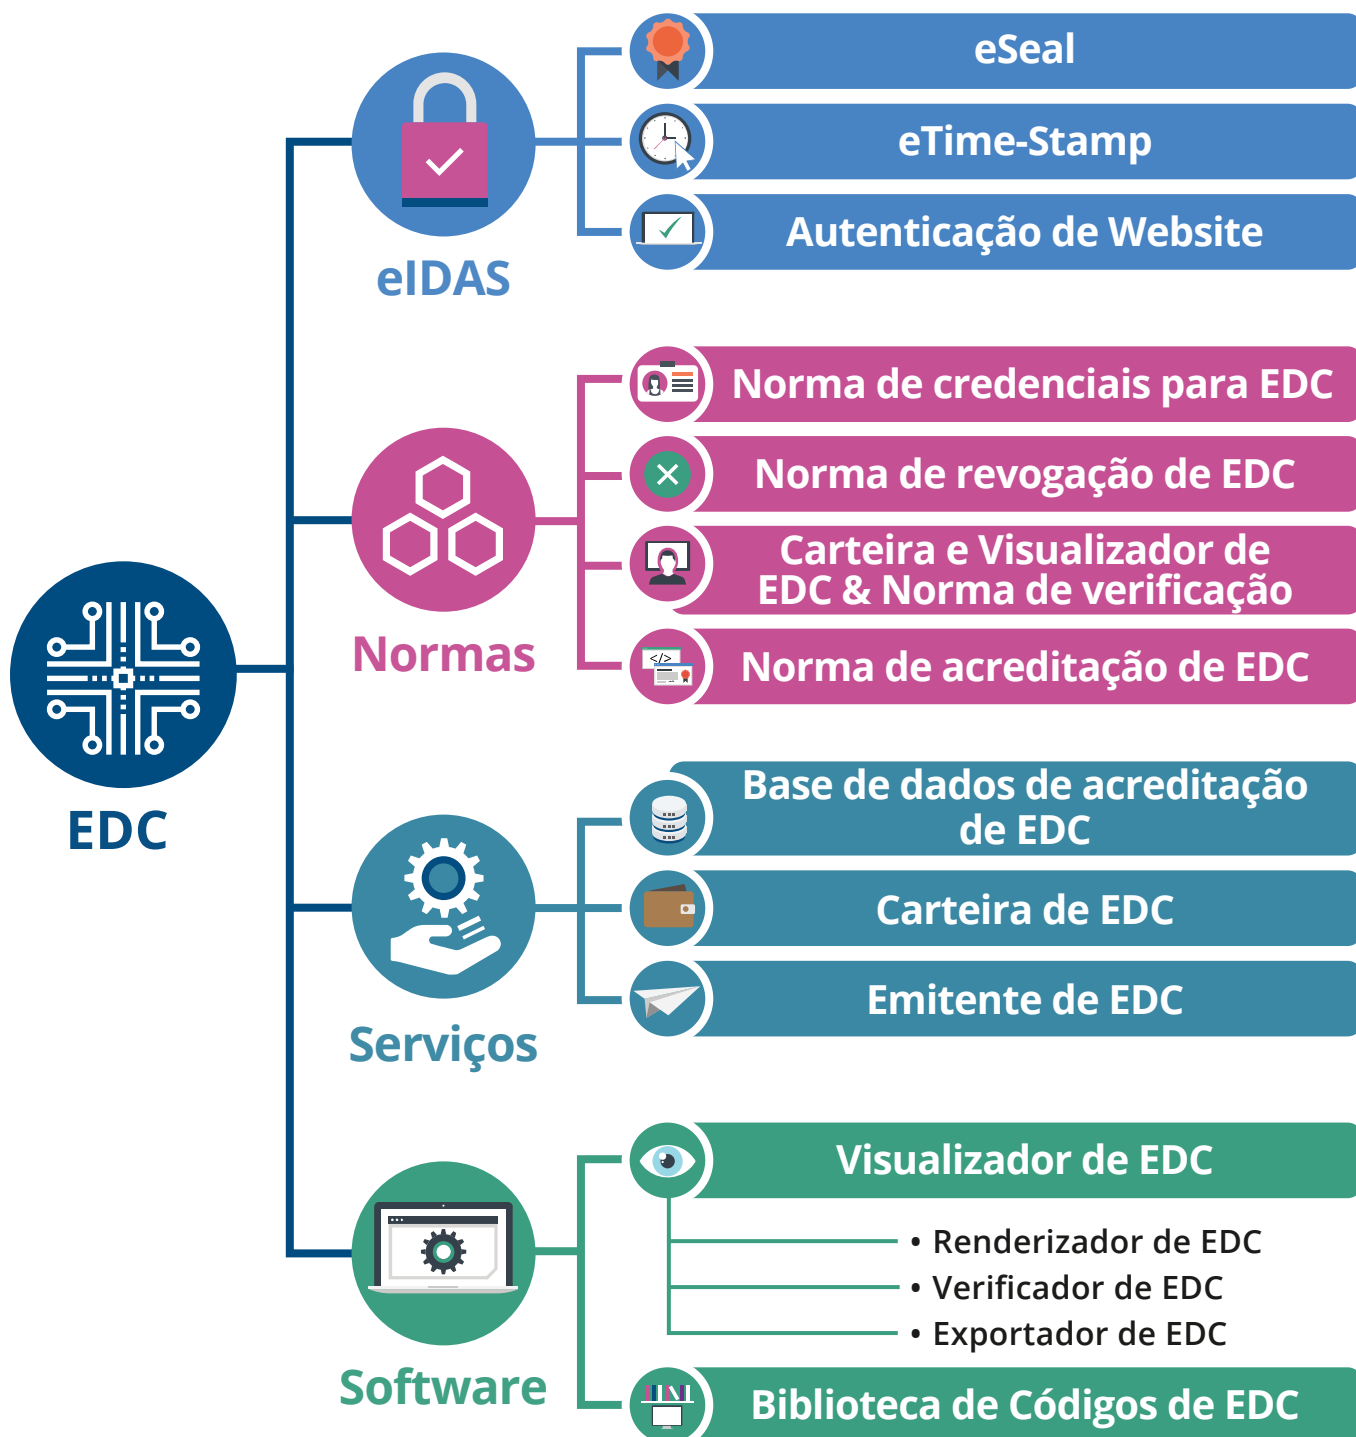 eSeal
eTime-Stamp
Autenticação de Website
eIDAS
Norma de credenciais para EDC
Norma de revogação de EDC
Carteira e Visualizador de
EDC & Norma de verificação
Norma de acreditação de EDC
Normas
</>
EDC
Base de dados de acreditação
de EDC
Carteira de EDC
Emitente de EDC
Serviços
Visualizador de EDC
• Renderizador de EDC
• Verificador de EDC
• Exportador de EDC
Software
Biblioteca de Códigos de EDC